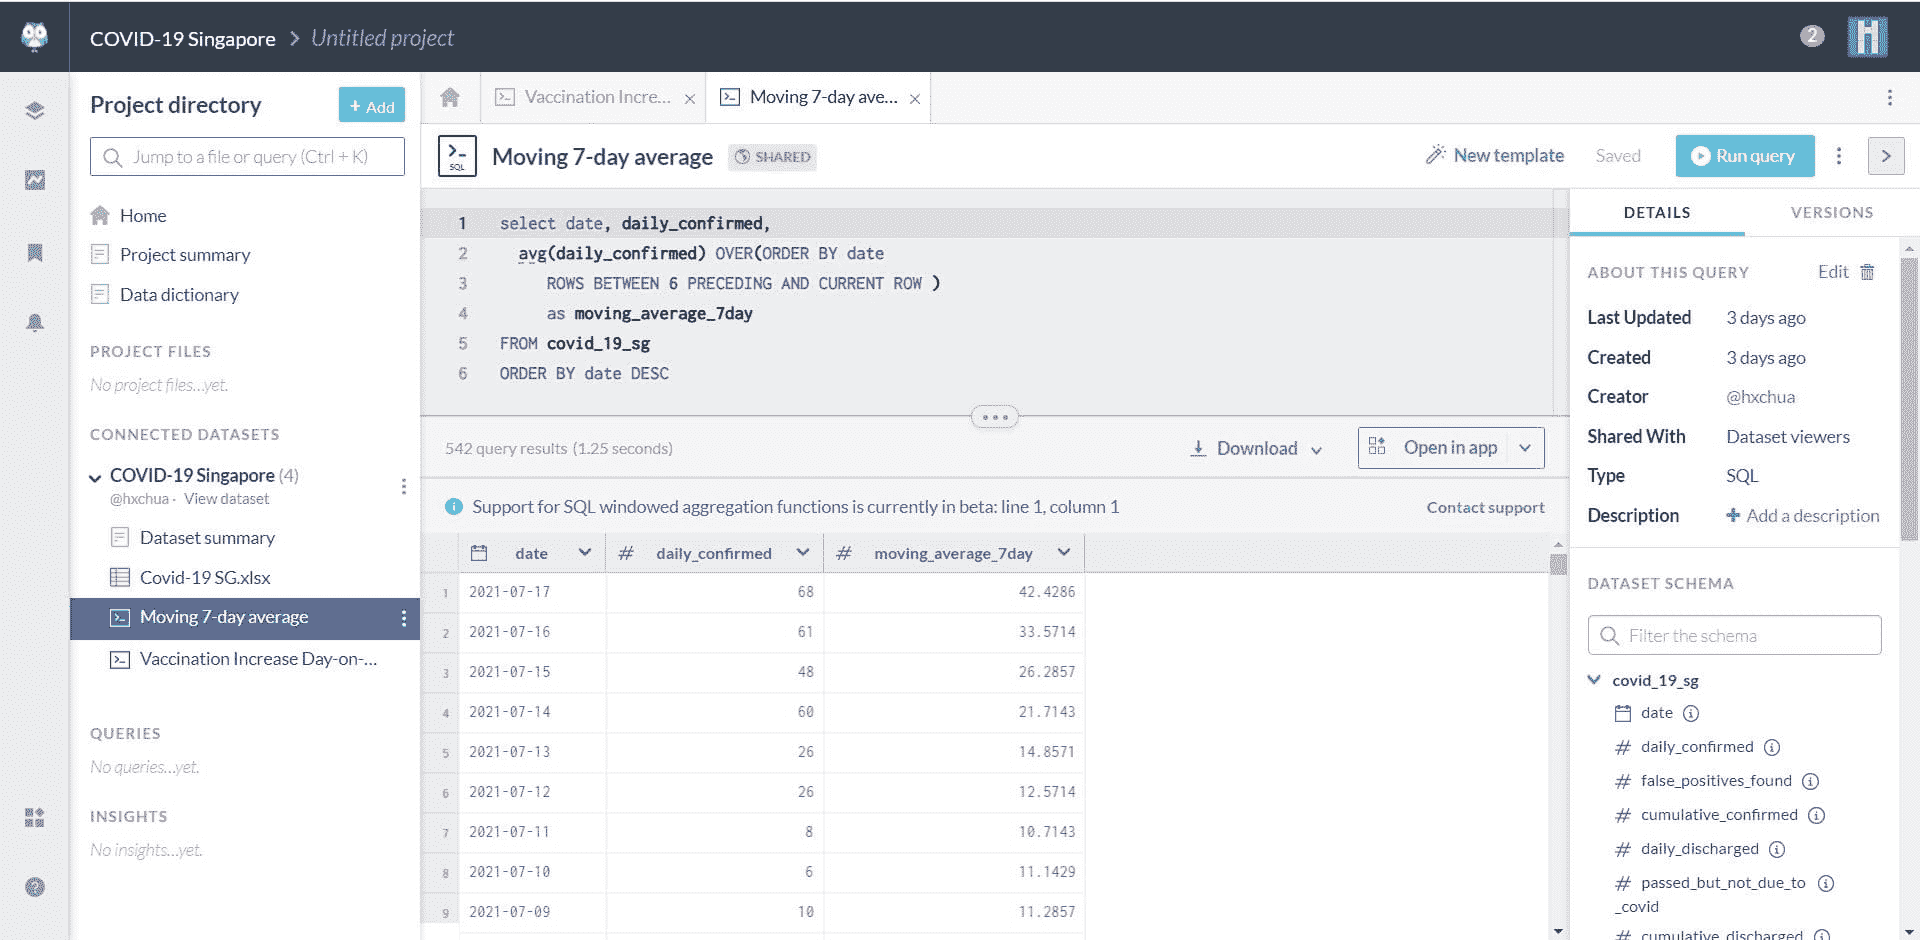 COVID-19 Singapore > Untitled project
2
Project directory
+ Add
Jump to a file or query (Ctrl + K)
Home
Project summary
Data dictionary
PROJECT FILES
No project files...yet.
CONNECTED DATASETS
COVID-19 Singapore (4)
@hxchua · View dataset
Dataset summary
Covid-19 SG.xlsx
Moving 7-day average
Vaccination Increase Day-on-...
QUERIES
No queries...yet.
INSIGHTS
No insights...yet.
Vaccination Incre... ×
Moving 7-day ave... ×
SQL
Moving 7-day average
SHARED
New template
Saved
Run query
1 select date, daily_confirmed,
2 avg(daily_confirmed) OVER(ORDER BY date
3 ROWS BETWEEN 6 PRECEDING AND CURRENT ROW )
4 as moving_average_7day
5 FROM covid_19_sg
6 ORDER BY date DESC
542 query results (1.25 seconds)
Download
Open in app
Support for SQL windowed aggregation functions is currently in beta: line 1, column 1
Contact support
date # daily_confirmed # moving_average_7day
1 2021-07-17 68 42.4286
2 2021-07-16 61 33.5714
3 2021-07-15 48 26.2857
4 2021-07-14 60 21.7143
5 2021-07-13 26 14.8571
6 2021-07-12 26 12.5714
7 2021-07-11 8 10.7143
8 2021-07-10 6 11.1429
9 2021-07-09 10 11.2857
DETAILS
VERSIONS
ABOUT THIS QUERY
Edit
Last Updated 3 days ago
Created 3 days ago
Creator @hxchua
Shared With Dataset viewers
Type SQL
Description + Add a description
DATASET SCHEMA
Filter the schema
covid_19_sg
date
# daily_confirmed
# false_positives_found
# cumulative_confirmed
# daily_discharged
# passed_but_not_due_to
_covid
# cumulative_discharged